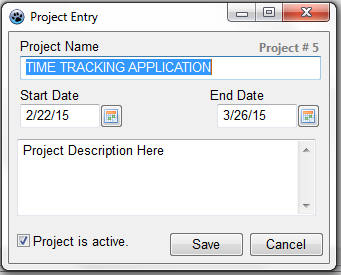 Project Entry
Project Name Project # 5
TIME TRACKING APPLICATION
Start Date End Date
2/22/15 3/26/15
Project Description Here
Project is active. Save Cancel